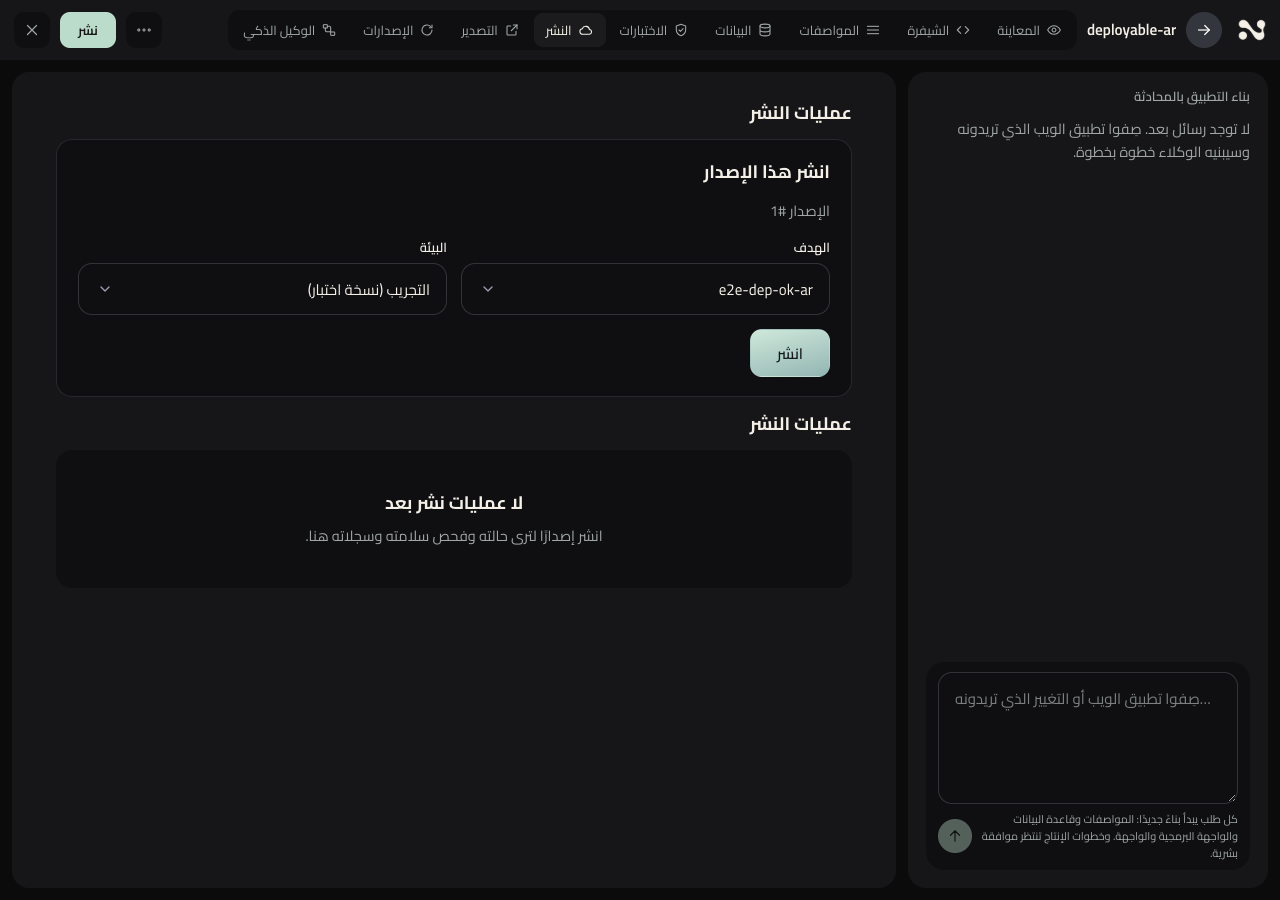 deployable-ar
المعاينة
الشيفرة
المواصفات
البيانات
الاختبارات
النشر
التصدير
الإصدارات
الوكيل الذكي
نشر
بناء التطبيق بالمحادثة
لا توجد رسائل بعد. صِفوا تطبيق الويب الذي تريدونه
وسيبنيه الوكلاء خطوة بخطوة.
صِفوا تطبيق الويب أو التغيير الذي تريدونه...
كل طلب يبدأ بناءً جديدًا: المواصفات وقاعدة البيانات
والواجهة البرمجية والواجهة. وخطوات الإنتاج تنتظر موافقة
بشرية.
عمليات النشر
انشر هذا الإصدار
الإصدار #1
الهدف
e2e-dep-ok-ar
البيئة
التجريب (نسخة اختبار)
انشر
عمليات النشر
لا عمليات نشر بعد
انشر إصدارًا لترى حالته وفحص سلامته وسجلاته هنا.